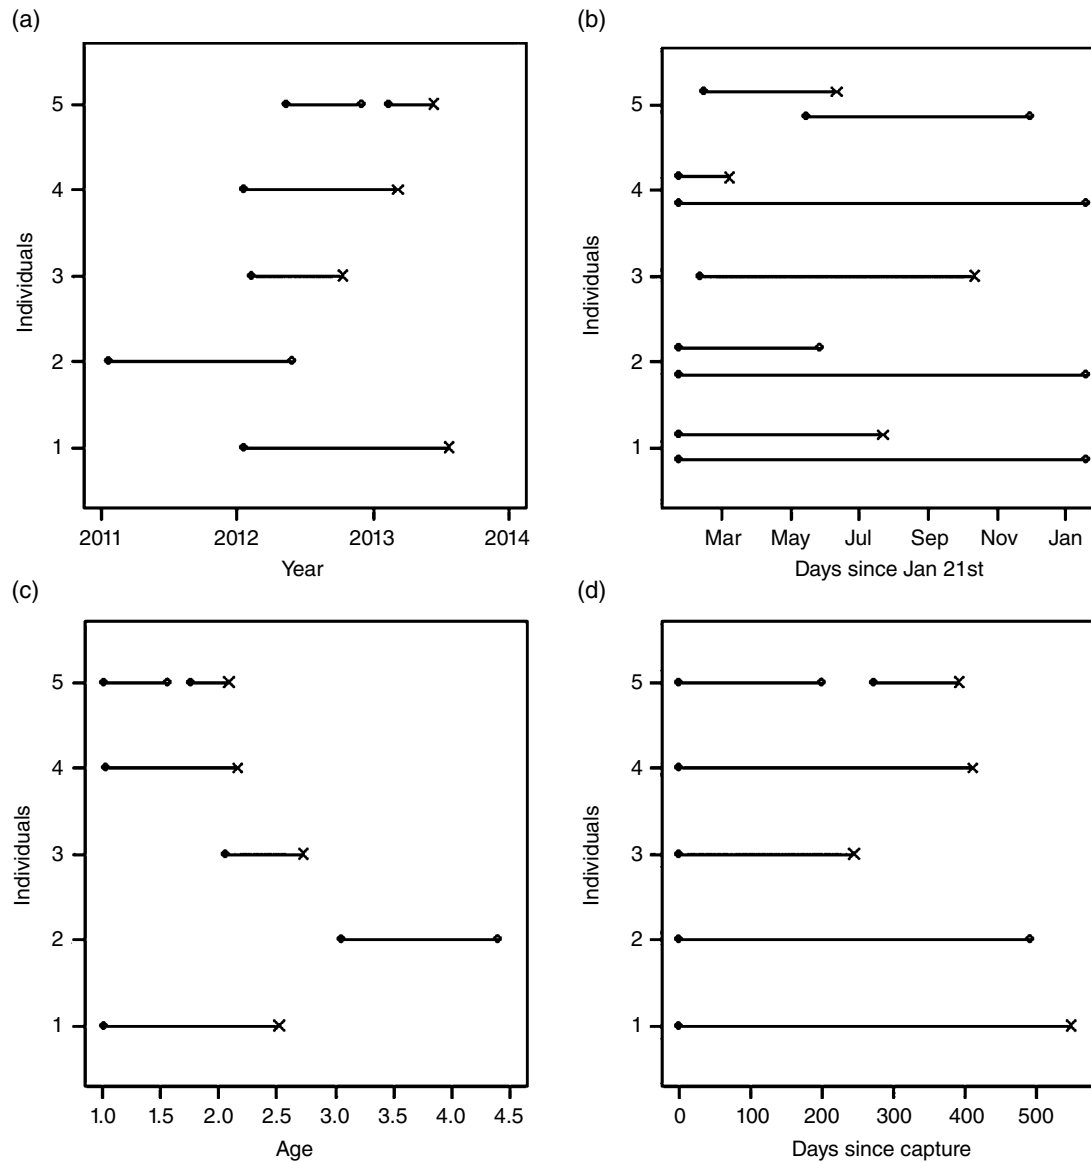 (a)
5
4
3
2
1
Individuals
2011 2012 2013 2014
Year
(b)
5
4
3
2
1
Individuals
Mar May Jul Sep Nov Jan
Days since Jan 21st
(c)
5
4
3
2
1
Individuals
1.0 1.5 2.0 2.5 3.0 3.5 4.0 4.5
Age
(d)
5
4
3
2
1
Individuals
0 100 200 300 400 500
Days since capture